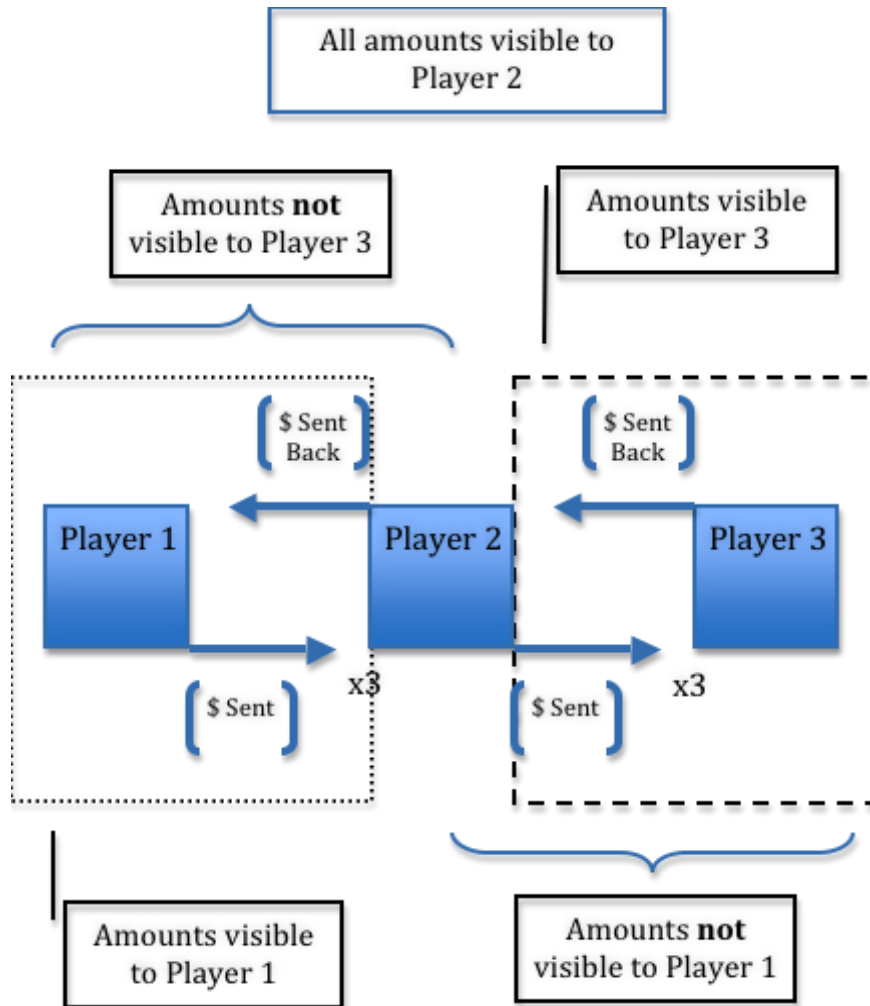 All amounts visible to
Player 2
Amounts not
visible to Player 3
Amounts visible
to Player 3
$ Sent
Back
$ Sent
Back
Player 1
Player 2
Player 3
x3
x3
$ Sent
$ Sent
Amounts visible
to Player 1
Amounts not
visible to Player 1